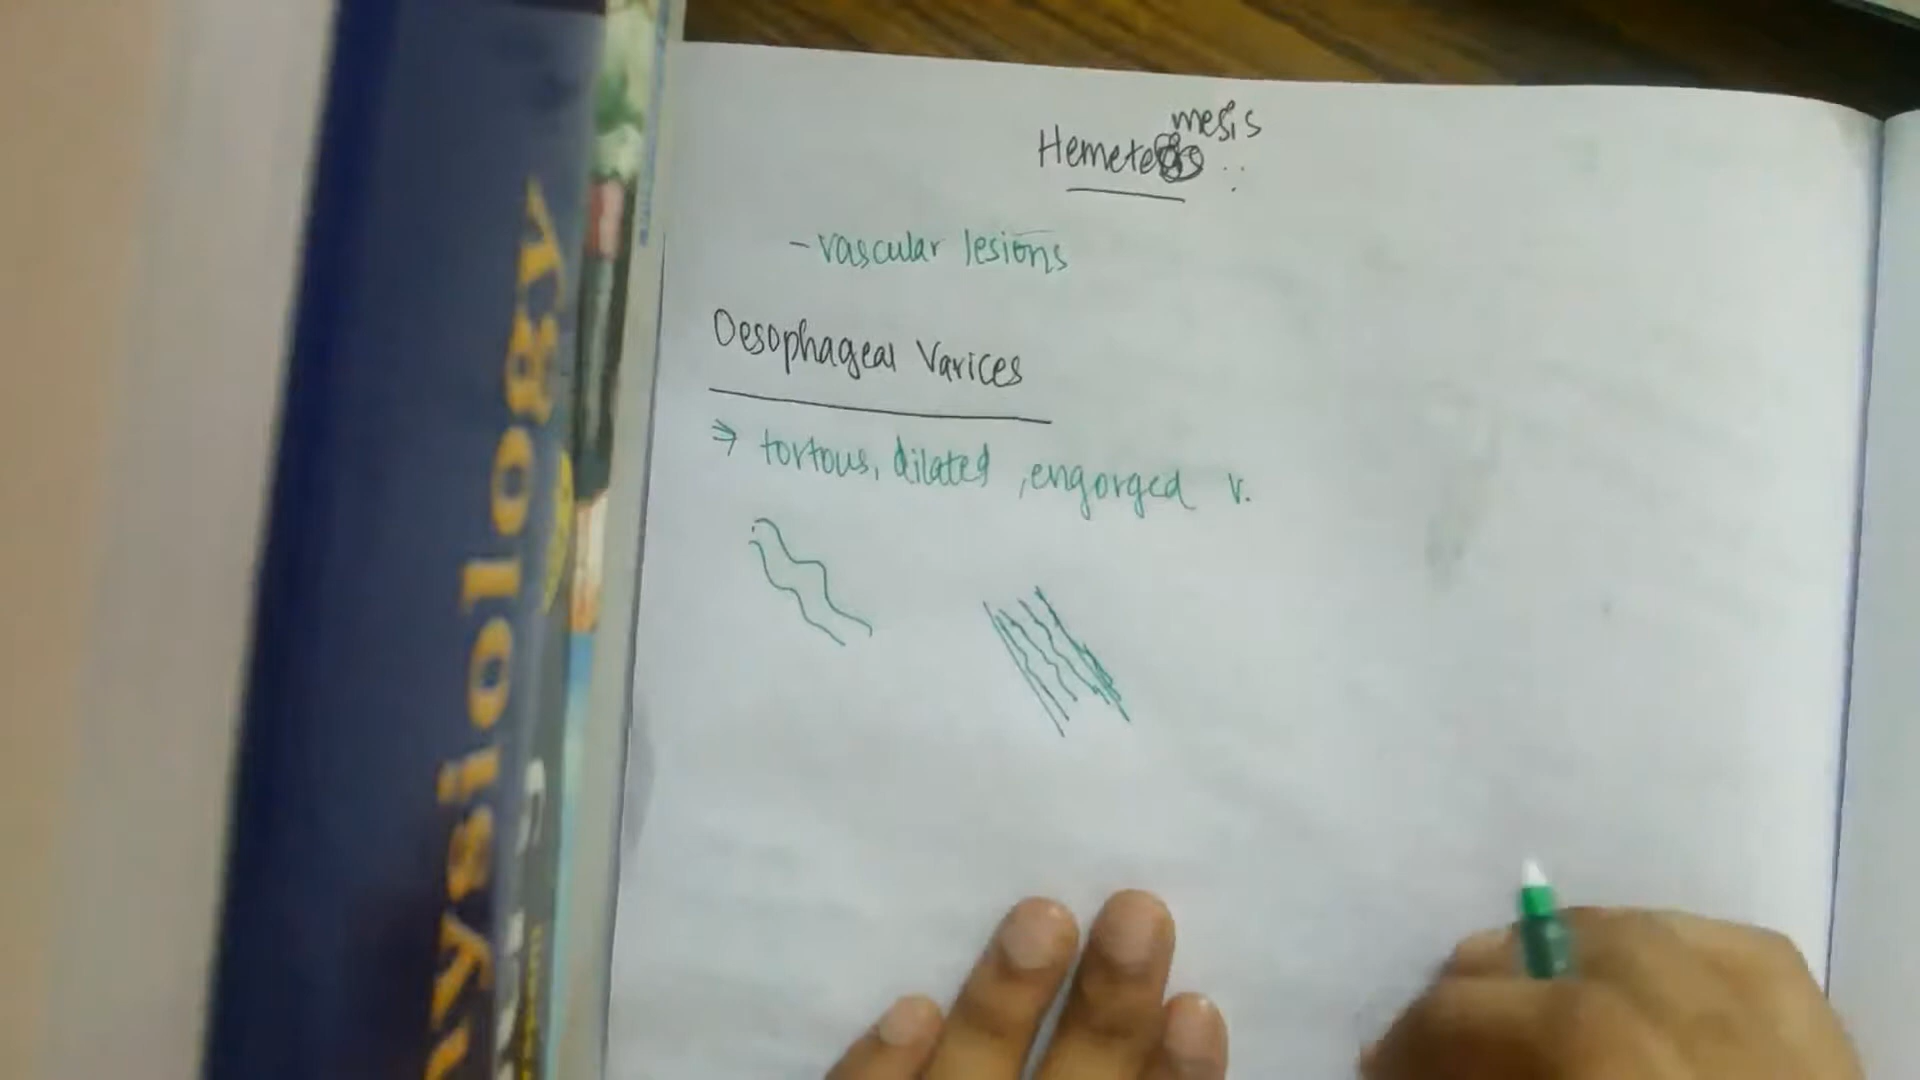 Hemetemesis :
- vascular lesions
Oesophageal Varices
⇒ tortous, dilated, engorged v.
ysiology